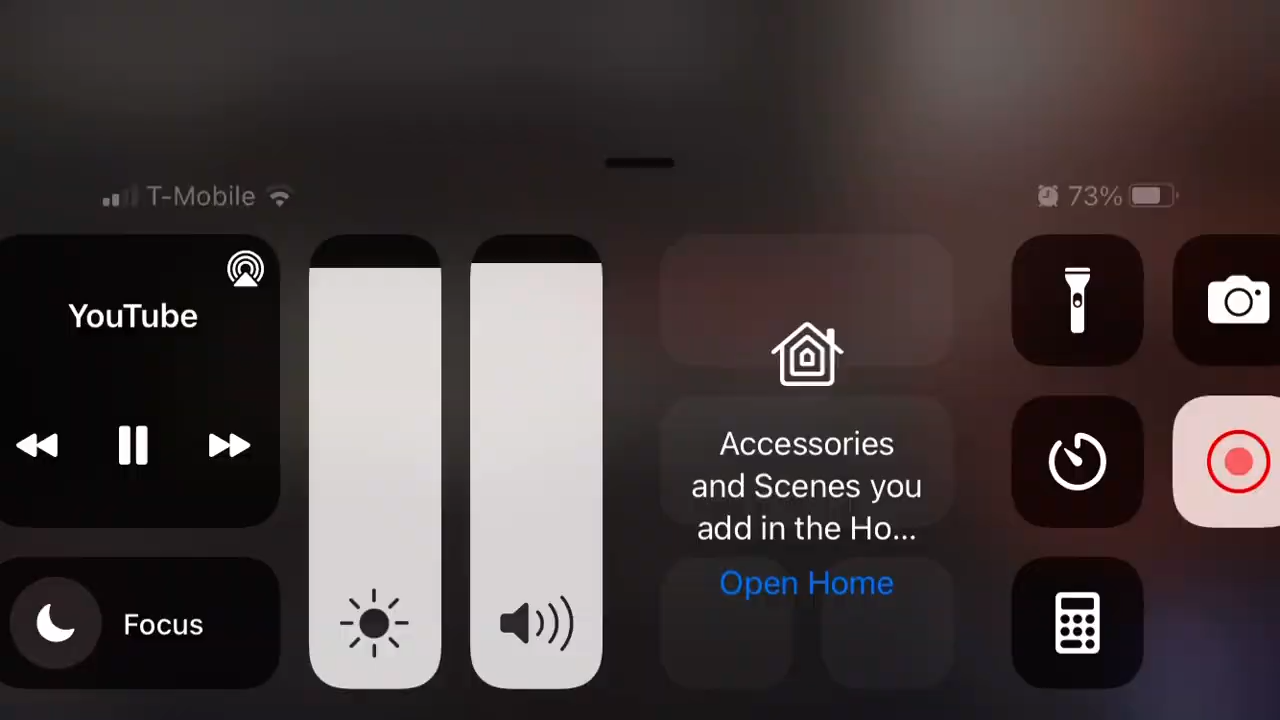 T-Mobile
73%
YouTube
Accessories
and Scenes you
add in the Ho...
Open Home
Focus